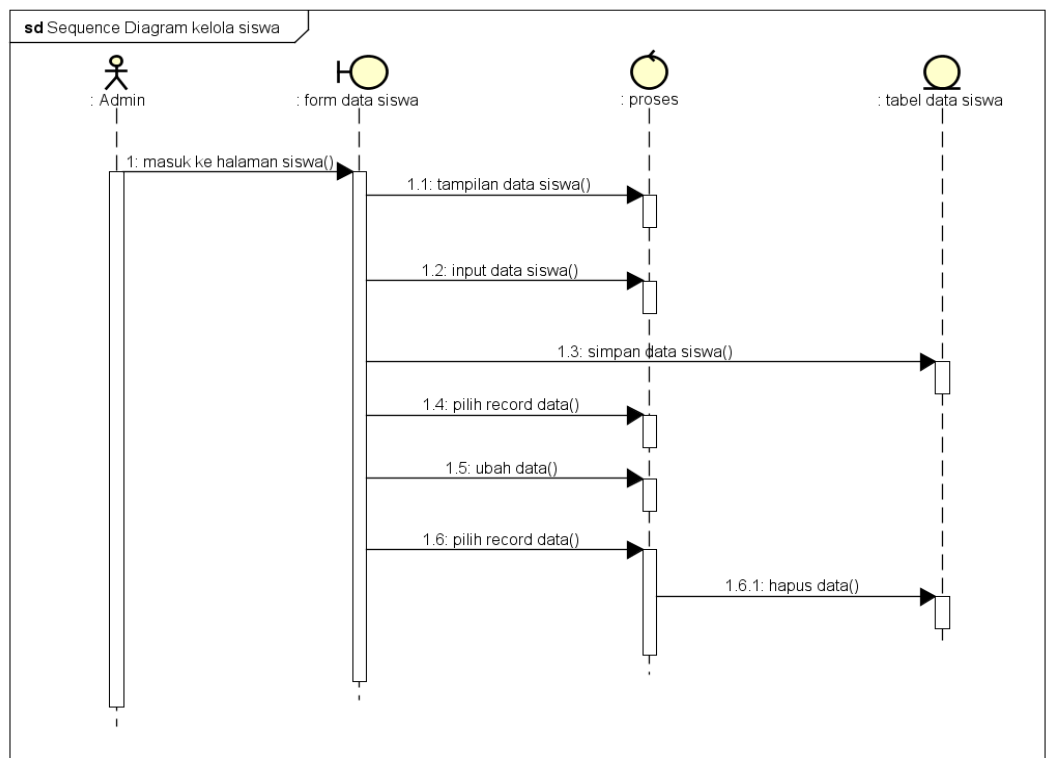 sd Sequence Diagram kelola siswa
: Admin
: form data siswa
: proses
: tabel data siswa
1: masuk ke halaman siswa()
1.1: tampilan data siswa()
1.2: input data siswa()
1.3: simpan data siswa()
1.4: pilih record data()
1.5: ubah data()
1.6: pilih record data()
1.6.1: hapus data()